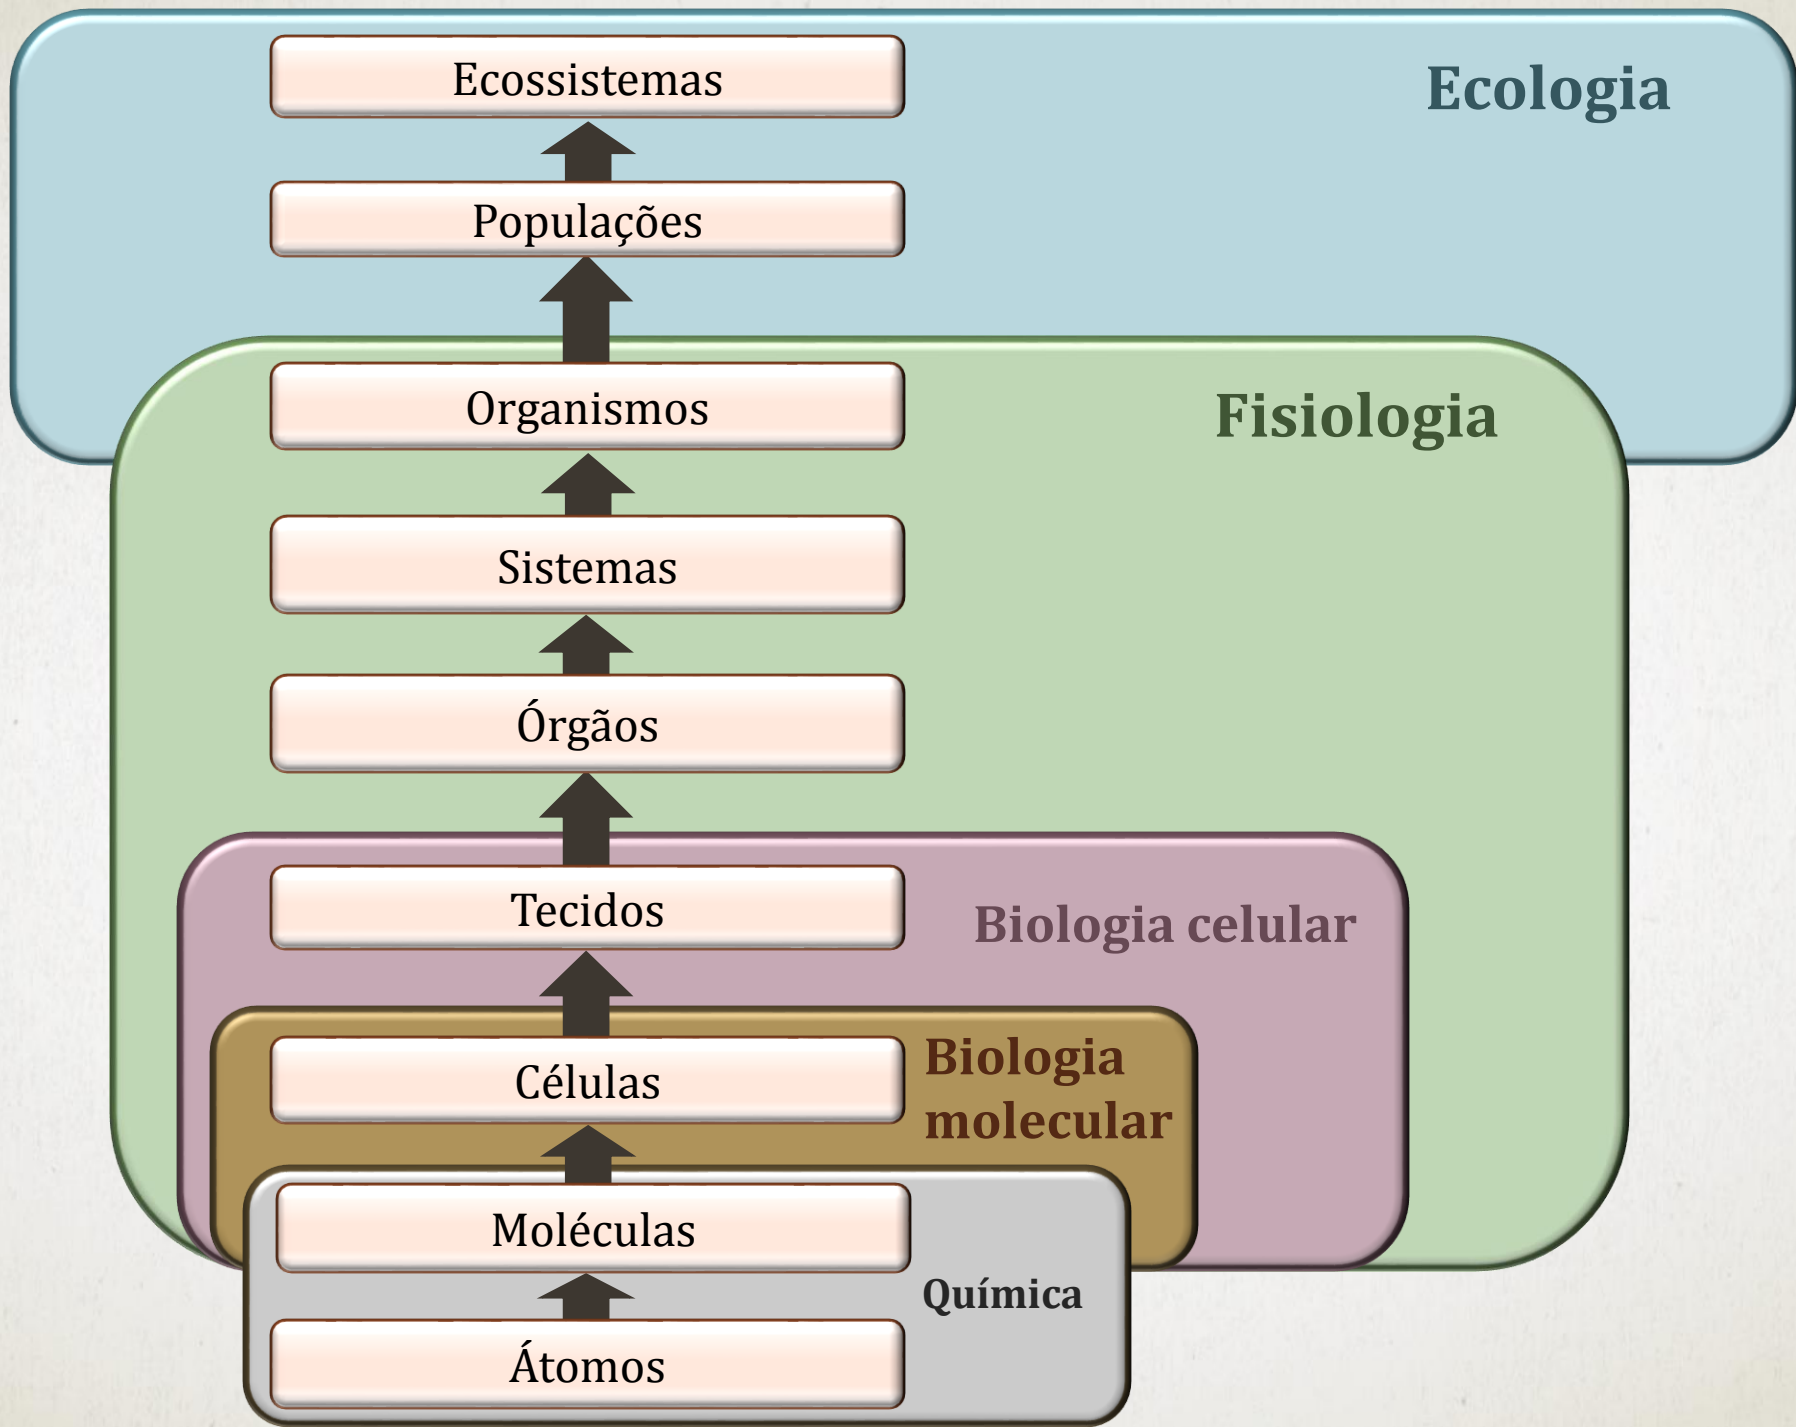 Ecossistemas
Ecologia
Populações
Organismos
Fisiologia
Sistemas
Órgãos
Tecidos
Biologia celular
Células
Biologia
molecular
Moléculas
Química
Átomos